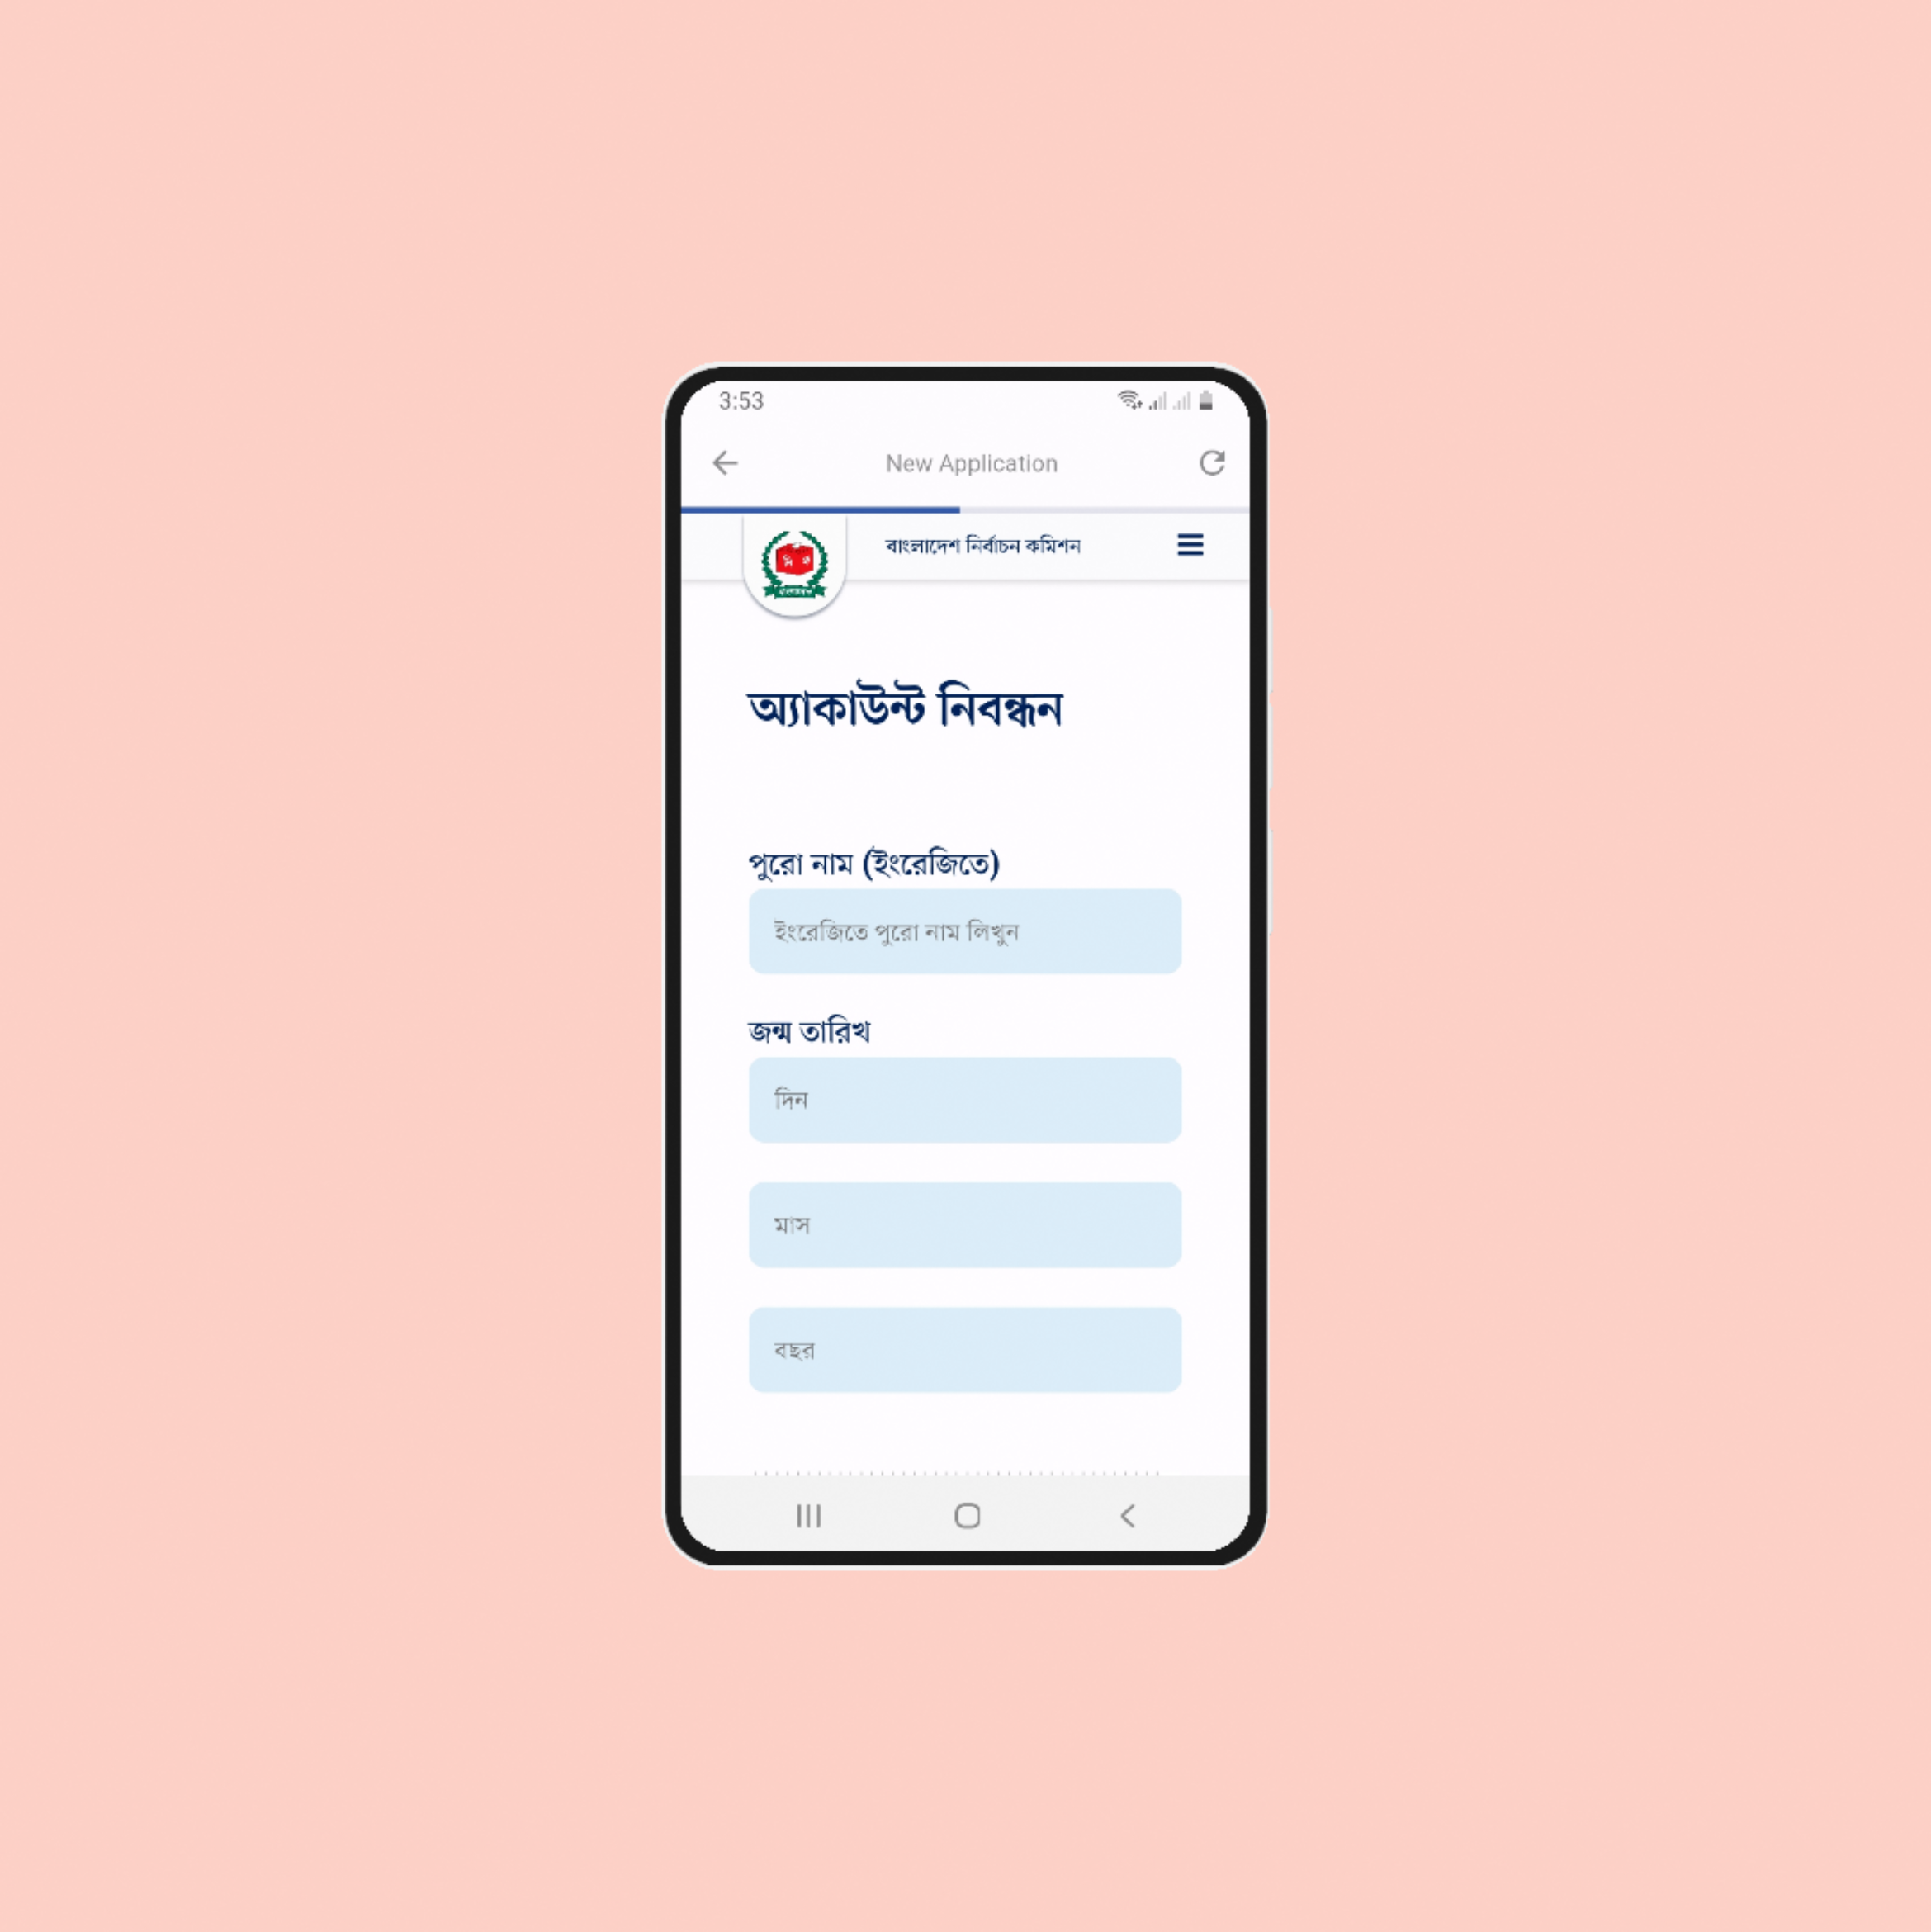 3:53
New Application
বাংলাদেশ নির্বাচন কমিশন
অ্যাকাউন্ট নিবন্ধন
পুরো নাম (ইংরেজিতে)
ইংরেজিতে পুরো নাম লিখুন
জন্ম তারিখ
দিন
মাস
বছর